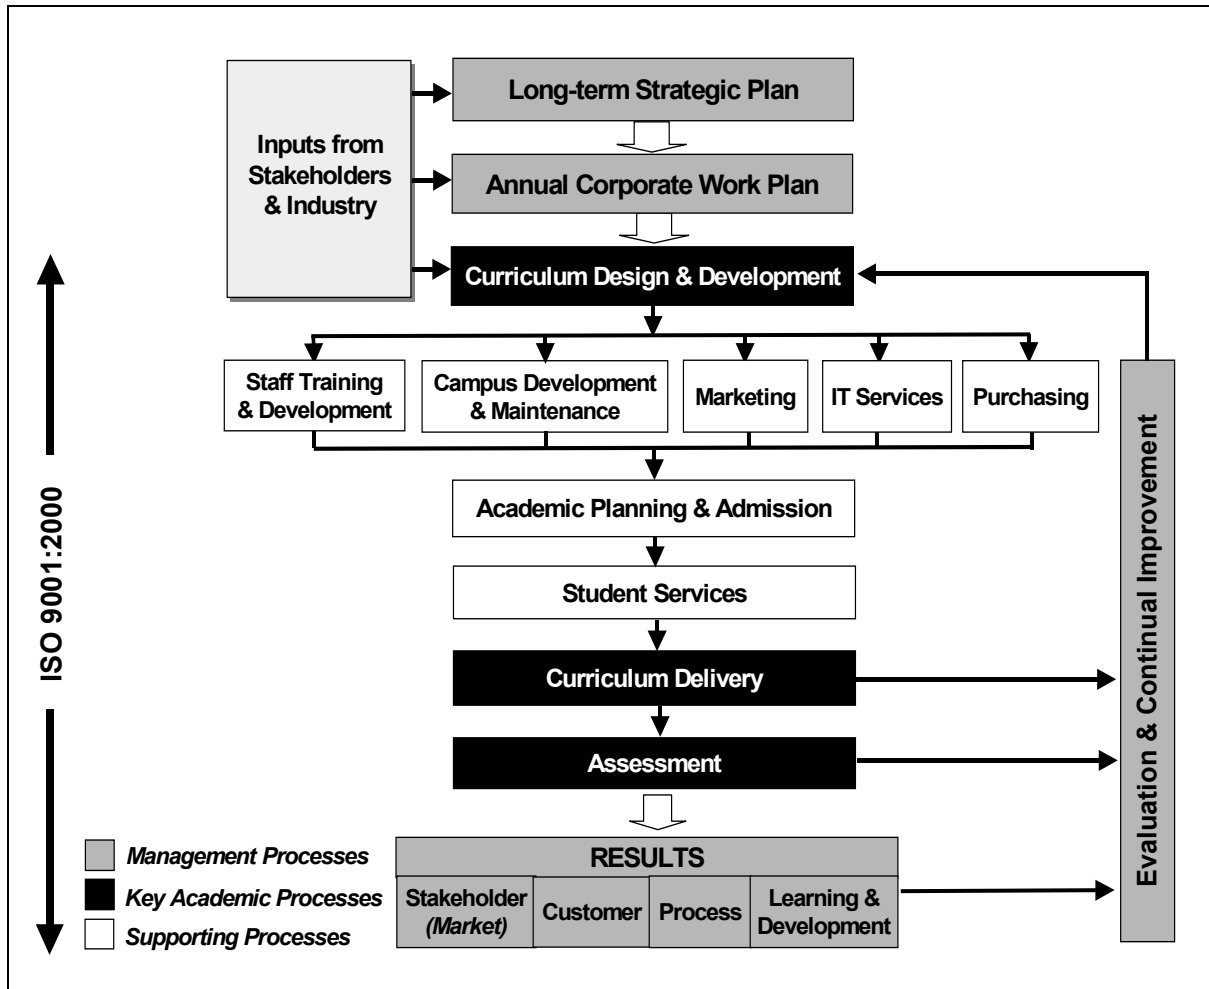 Long-term Strategic Plan
Inputs from
Stakeholders
& Industry
Annual Corporate Work Plan
Curriculum Design & Development
Staff Training
& Development
Campus Development
& Maintenance
Marketing
IT Services
Purchasing
Academic Planning & Admission
Student Services
Curriculum Delivery
Assessment
RESULTS
Stakeholder
(Market)
Customer
Process
Learning &
Development
Evaluation & Continual Improvement
ISO 9001:2000
Management Processes
Key Academic Processes
Supporting Processes